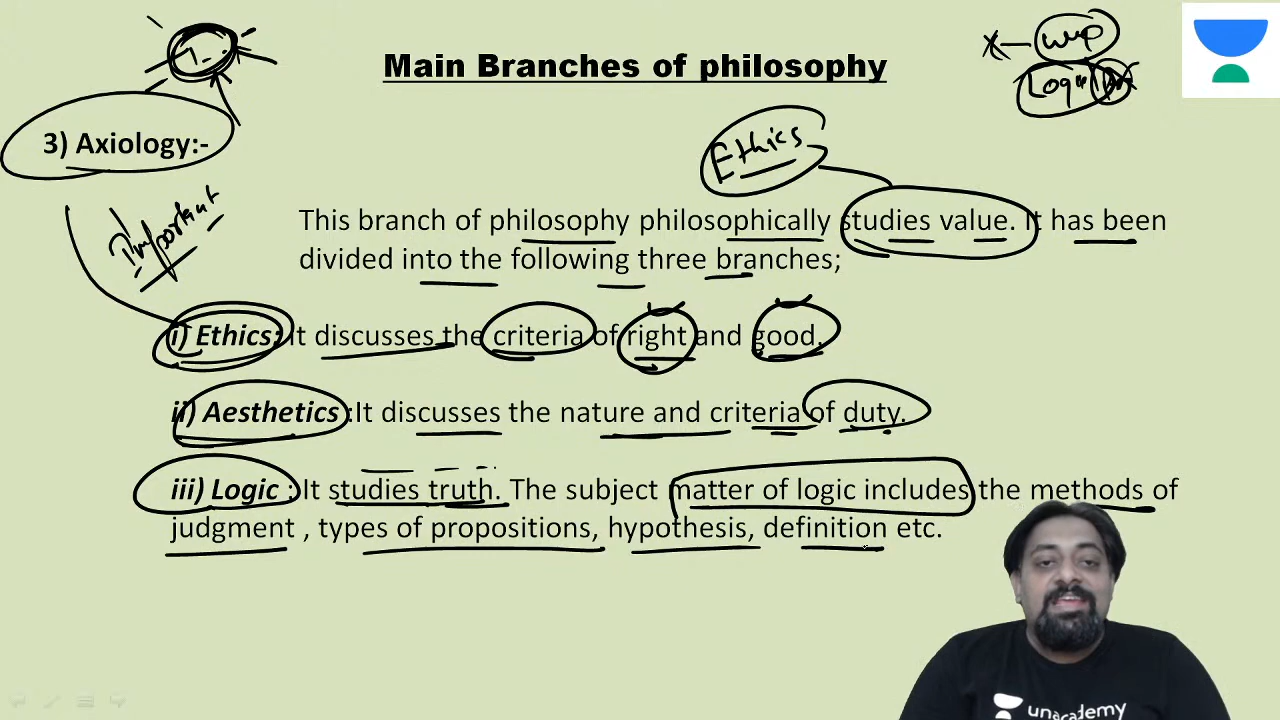 Main Branches of philosophy
why
Logic
3) Axiology:-
Ethics
Important
This branch of philosophy philosophically studies value. It has been
divided into the following three branches;
i) Ethics: It discusses the criteria of right and good.
ii) Aesthetics :It discusses the nature and criteria of duty.
iii) Logic : It studies truth. The subject matter of logic includes the methods of
judgment , types of propositions, hypothesis, definition etc.
unacademy